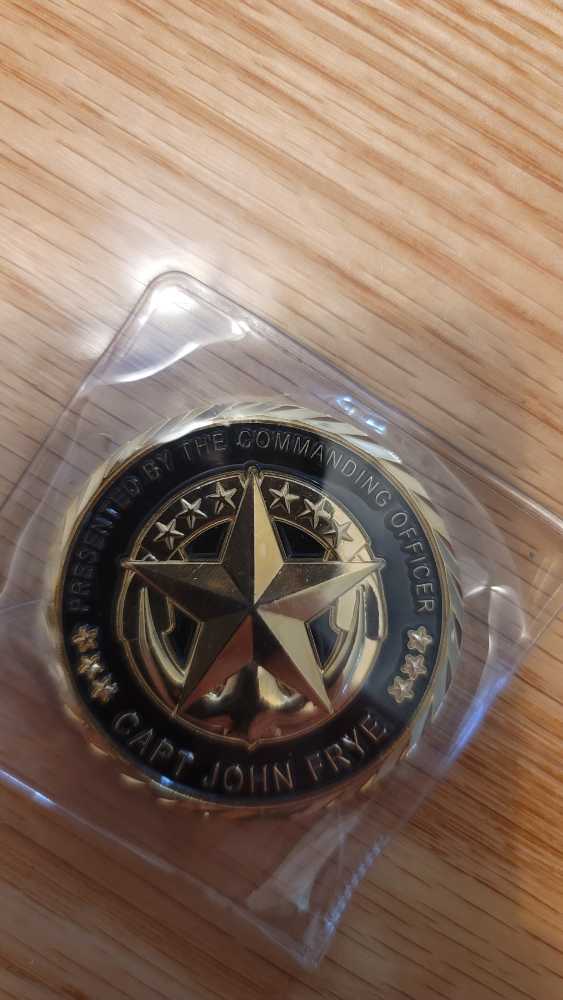 PRESENTED BY THE COMMANDING OFFICER
CAPT JOHN FRYE